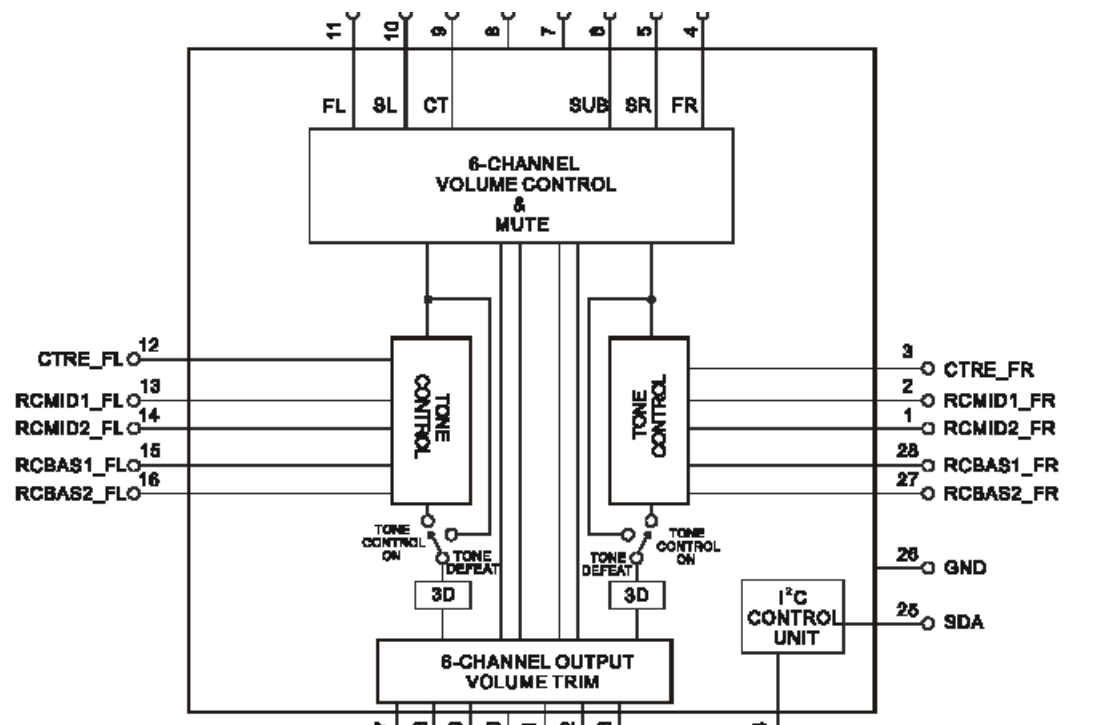 11 10 9 8 7 6 5 4
FL SL CT SUB SR FR
6-CHANNEL
VOLUME CONTROL
&
MUTE
CTRE_FL 12
RCMID1_FL 13
RCMID2_FL 14
RCBAS1_FL 15
RCBAS2_FL 16
TONE
CONTROL
TONE
CONTROL
3 CTRE_FR
2 RCMID1_FR
1 RCMID2_FR
28 RCBAS1_FR
27 RCBAS2_FR
TONE
CONTROL
ON
TONE
DEFEAT
TONE
DEFEAT
TONE
CONTROL
ON
3D
3D
26 GND
I²C
CONTROL
UNIT
25 SDA
6-CHANNEL OUTPUT
VOLUME TRIM